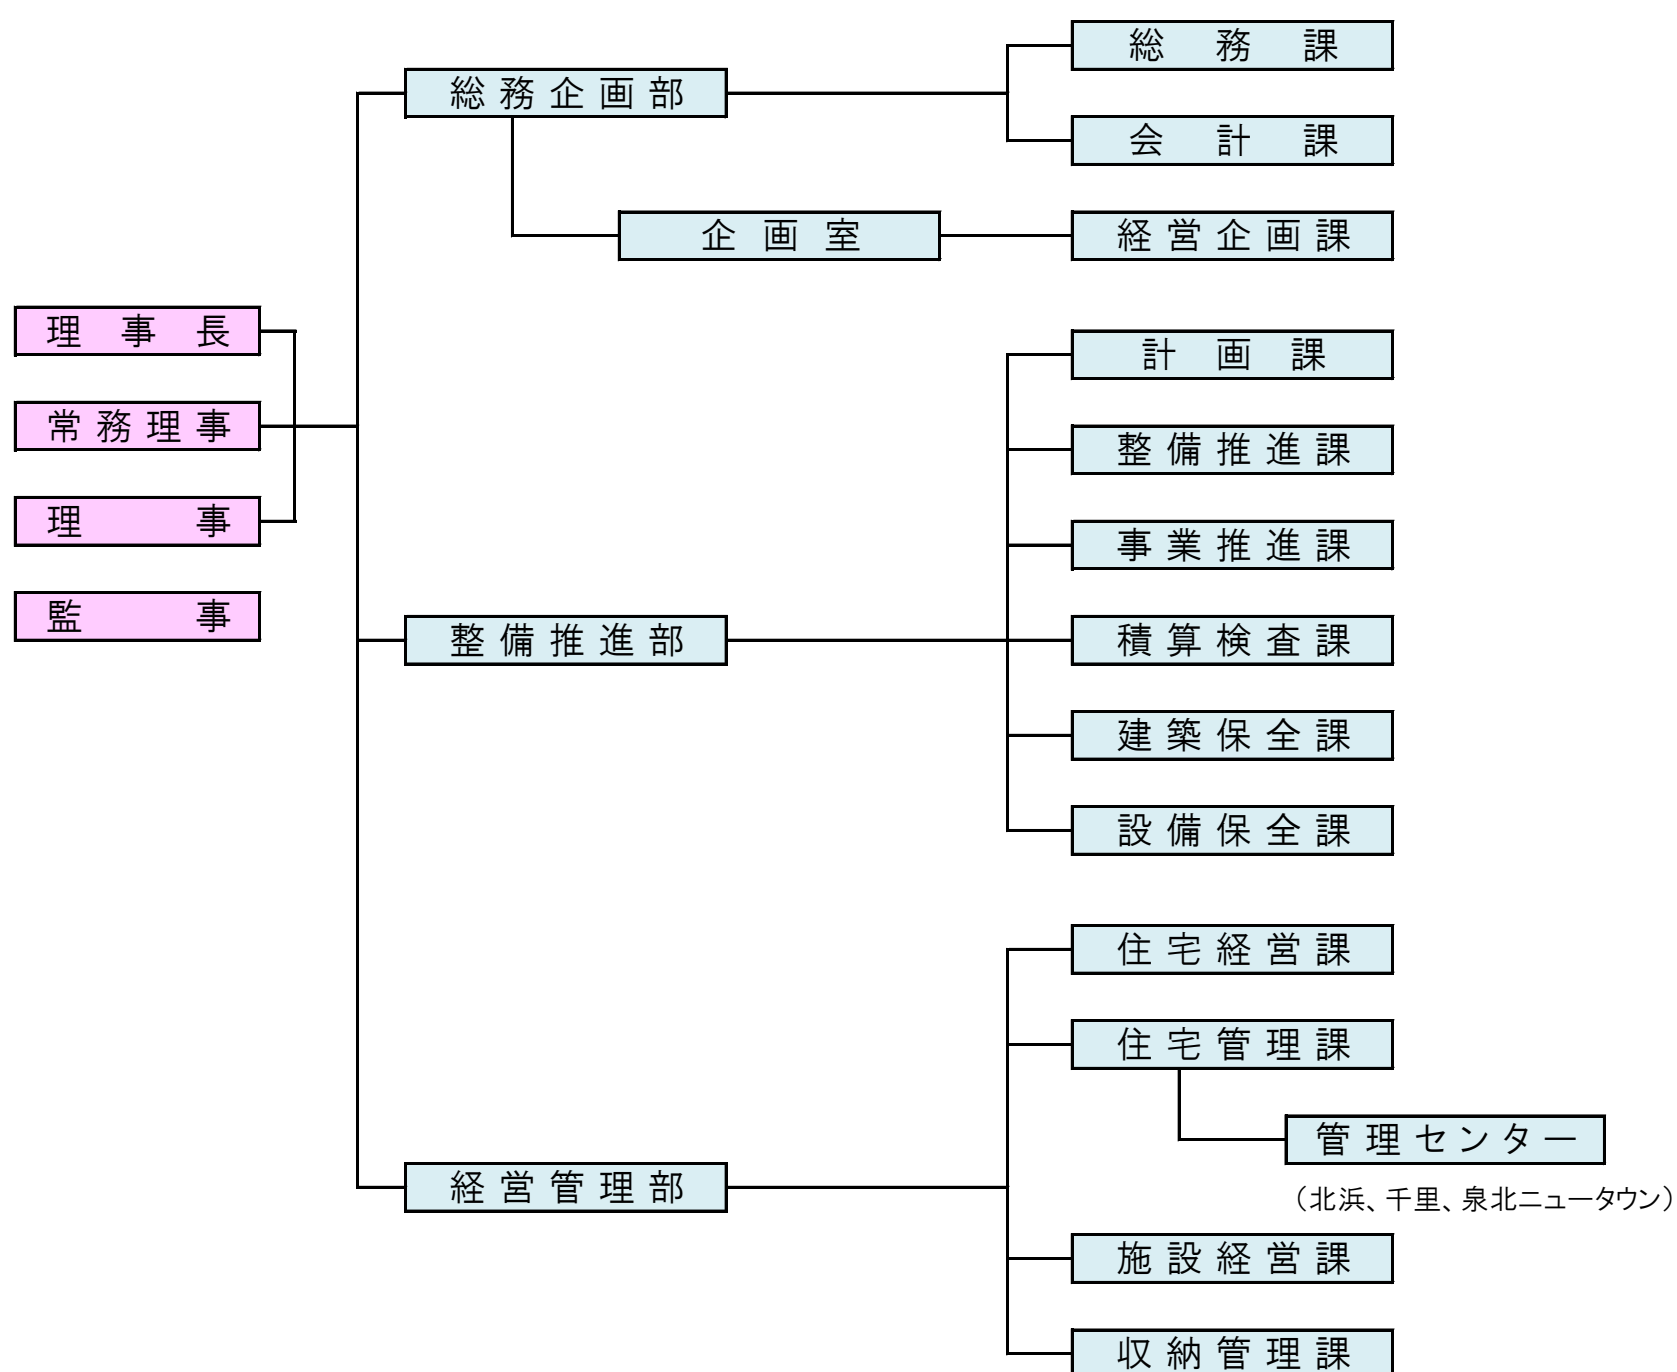 総務課
総務企画部
会計課
企画室
経営企画課
理事長
計画課
常務理事
整備推進課
理事
事業推進課
監事
整備推進部
積算検査課
建築保全課
設備保全課
住宅経営課
住宅管理課
管理センター
経営管理部
（北浜、千里、泉北ニュータウン）
施設経営課
収納管理課